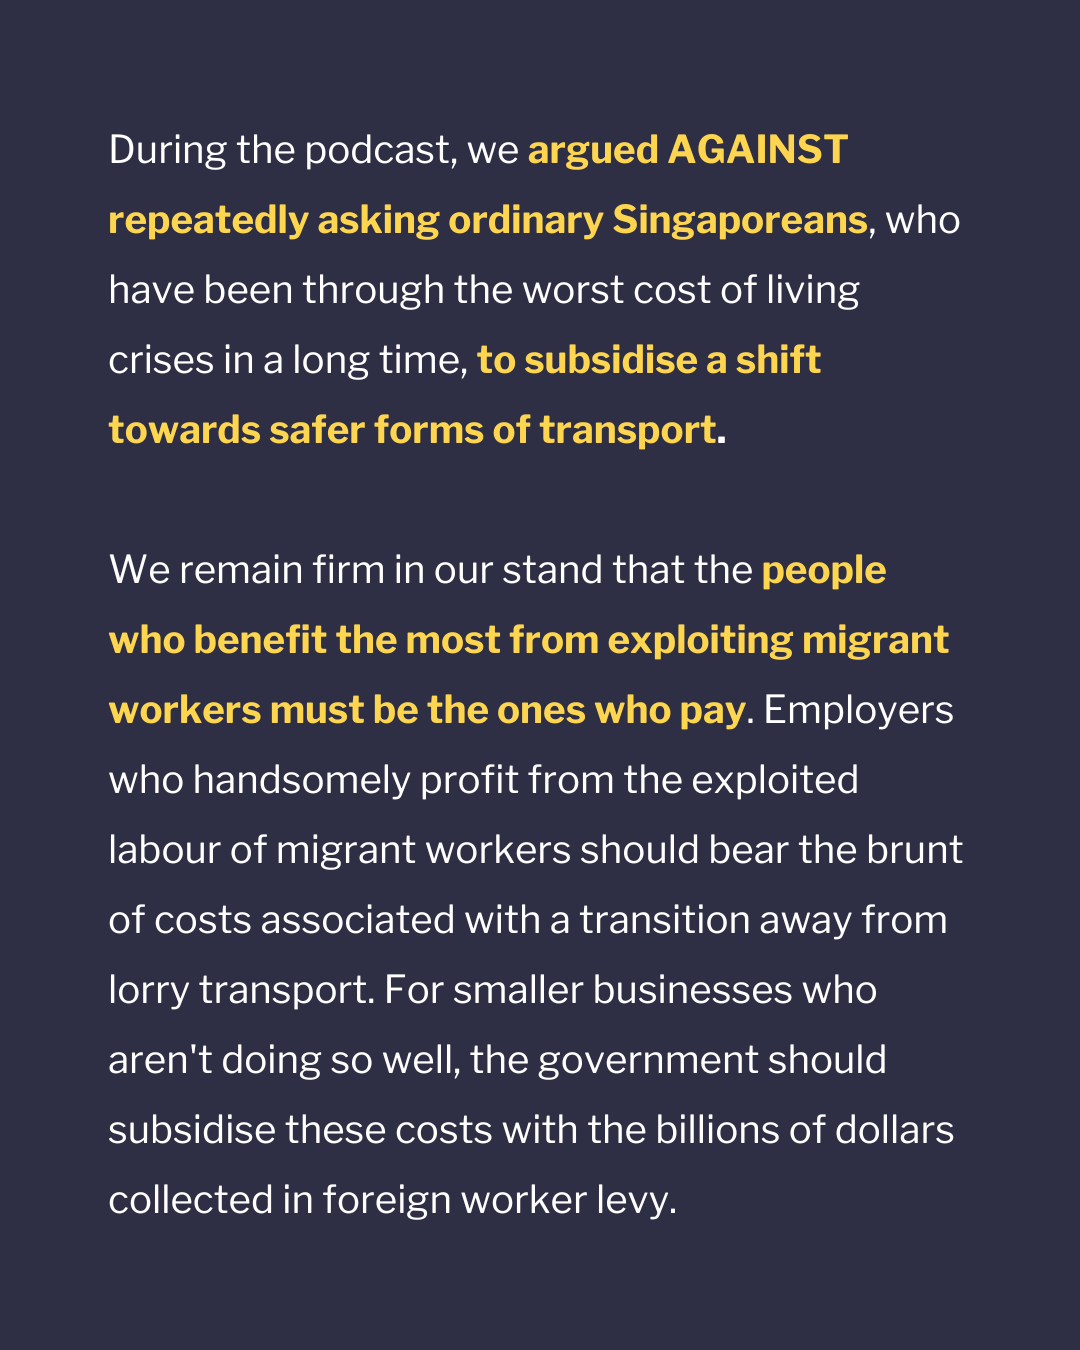 During the podcast, we argued AGAINST
repeatedly asking ordinary Singaporeans, who
have been through the worst cost of living
crises in a long time, to subsidise a shift
towards safer forms of transport.
We remain firm in our stand that the people
who benefit the most from exploiting migrant
workers must be the ones who pay. Employers
who handsomely profit from the exploited
labour of migrant workers should bear the brunt
of costs associated with a transition away from
lorry transport. For smaller businesses who
aren't doing so well, the government should
subsidise these costs with the billions of dollars
collected in foreign worker levy.